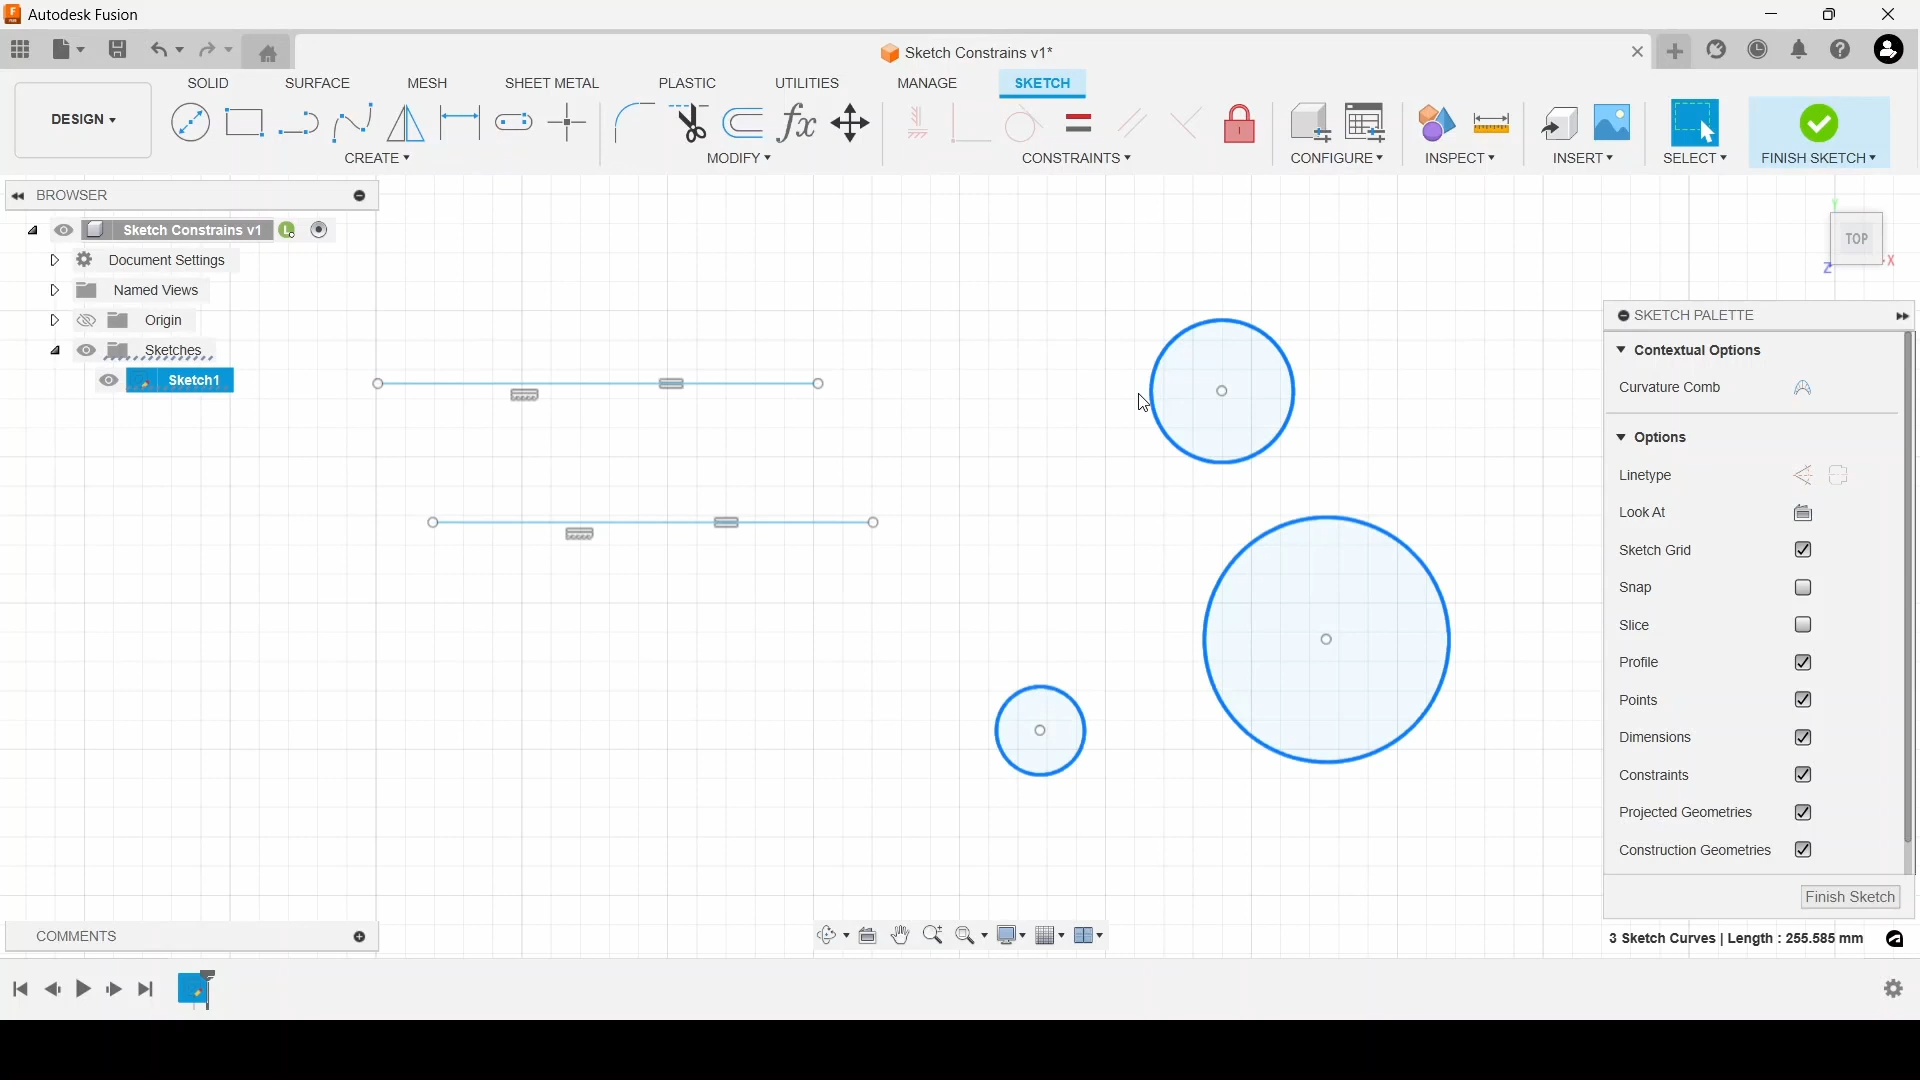 Autodesk Fusion
Sketch Constrains v1*
SOLID SURFACE MESH SHEET METAL PLASTIC UTILITIES MANAGE SKETCH
DESIGN
CREATE MODIFY CONSTRAINTS CONFIGURE INSPECT INSERT SELECT FINISH SKETCH
BROWSER
Sketch Constrains v1
Document Settings
Named Views
Origin
Sketches
Sketch1
Y
TOP
X
Z
SKETCH PALETTE
Contextual Options
Curvature Comb
Options
Linetype
Look At
Sketch Grid
Snap
Slice
Profile
Points
Dimensions
Constraints
Projected Geometries
Construction Geometries
Finish Sketch
COMMENTS
3 Sketch Curves | Length : 255.585 mm